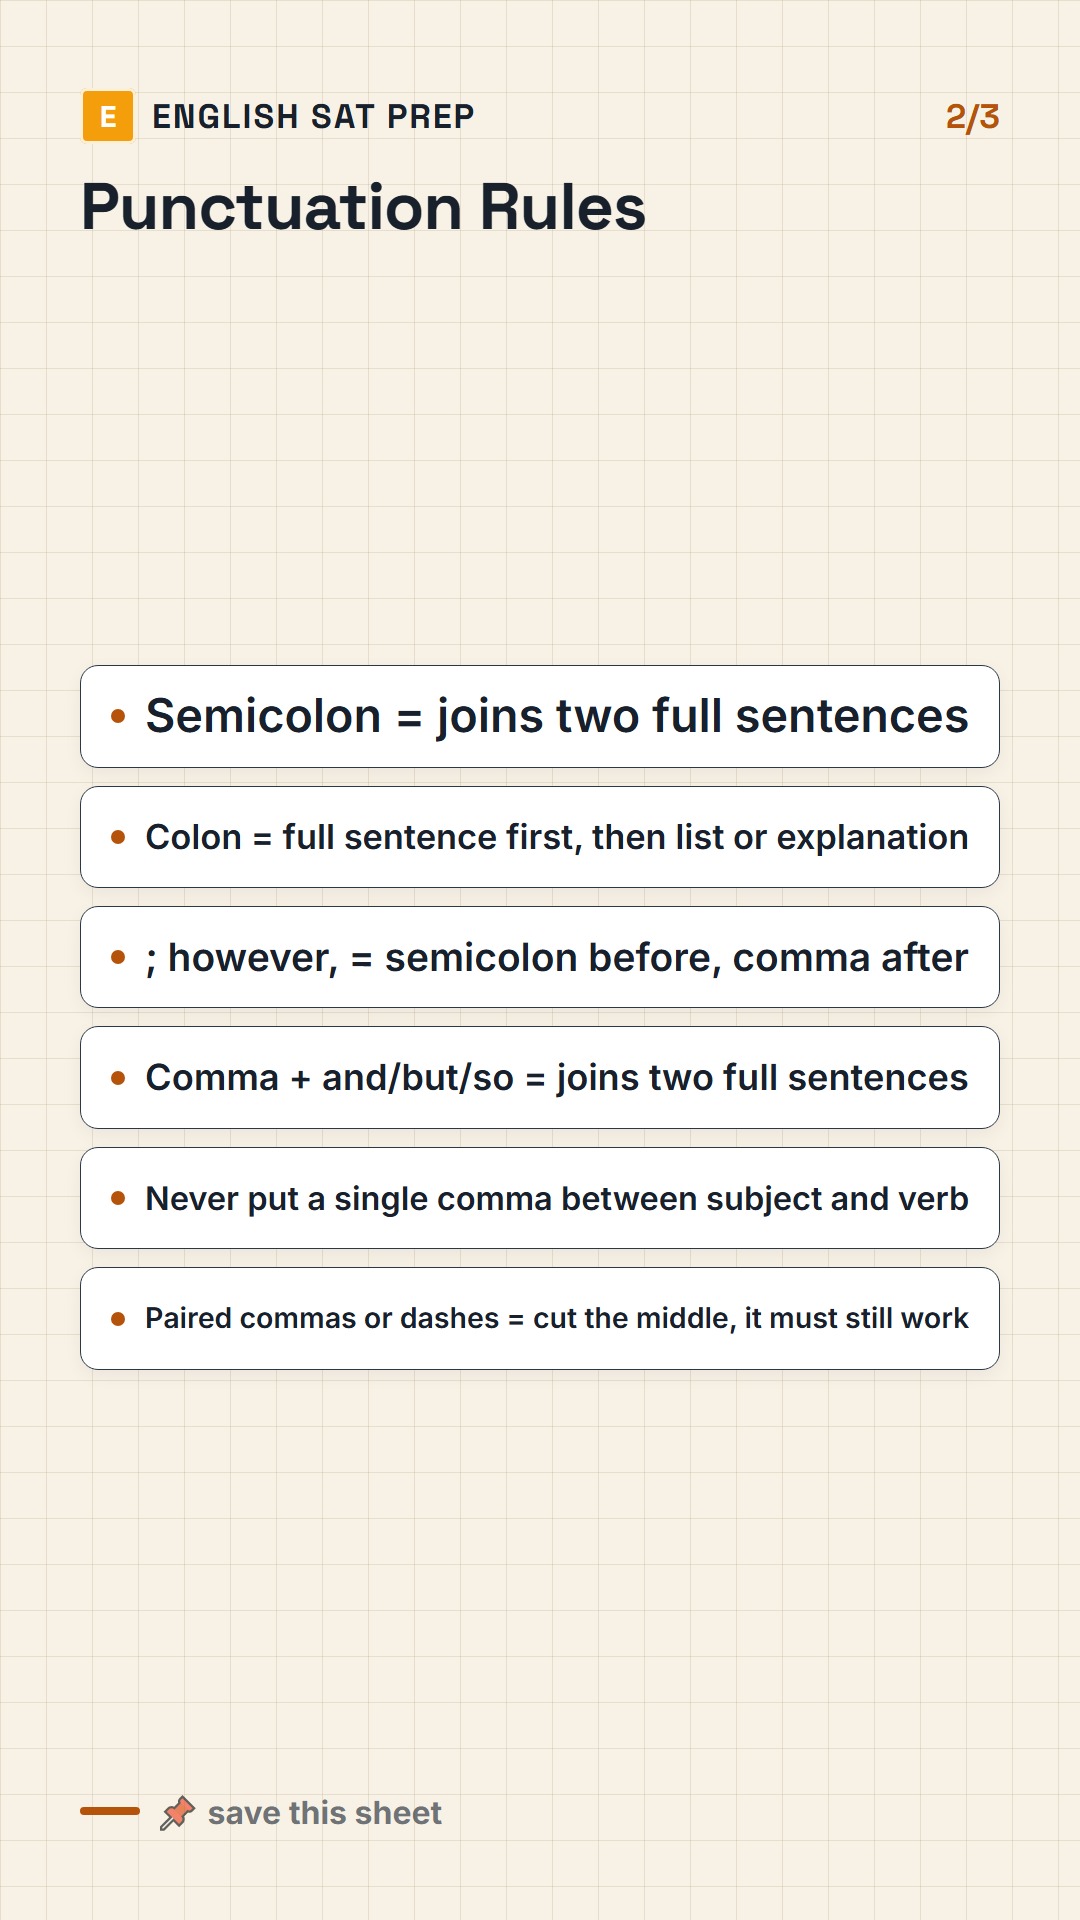 E ENGLISH SAT PREP 2/3
Punctuation Rules
• Semicolon = joins two full sentences
• Colon = full sentence first, then list or explanation
• ; however, = semicolon before, comma after
• Comma + and/but/so = joins two full sentences
• Never put a single comma between subject and verb
• Paired commas or dashes = cut the middle, it must still work
📌 save this sheet